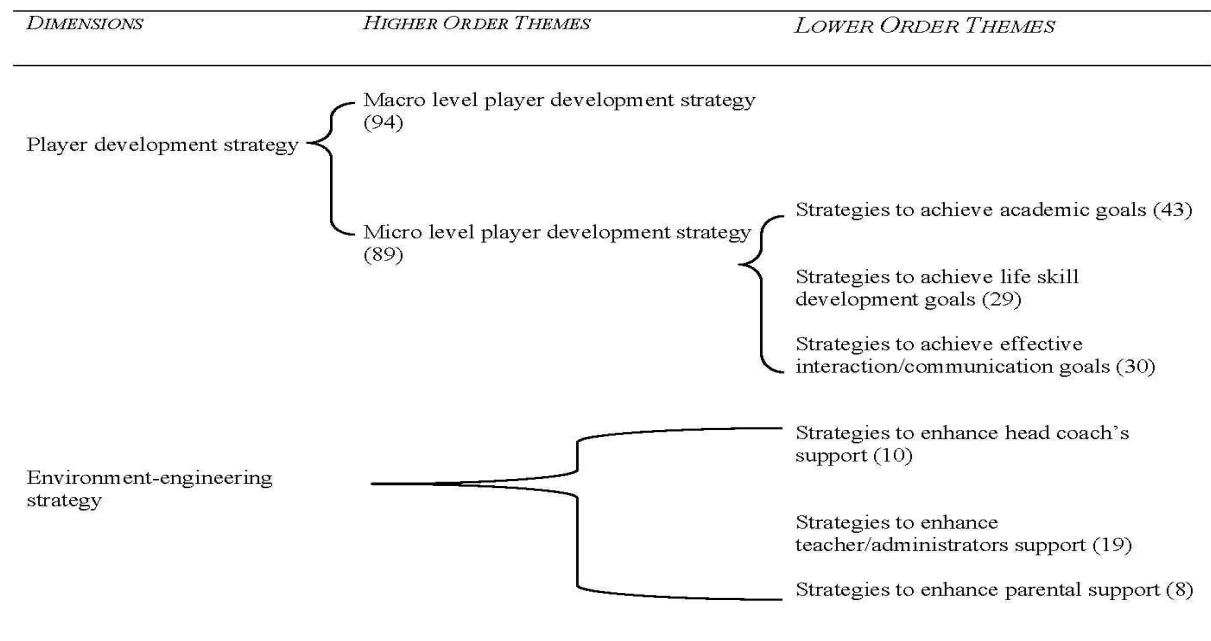 DIMENSIONS HIGHER ORDER THEMES LOWER ORDER THEMES
Macro level player development strategy
(94)
Player development strategy
Strategies to achieve academic goals (43)
Micro level player development strategy
(89)
Strategies to achieve life skill
development goals (29)
Strategies to achieve effective
interaction/communication goals (30)
Strategies to enhance head coach’s
support (10)
Environment-engineering
strategy
Strategies to enhance
teacher/administrators support (19)
Strategies to enhance parental support (8)